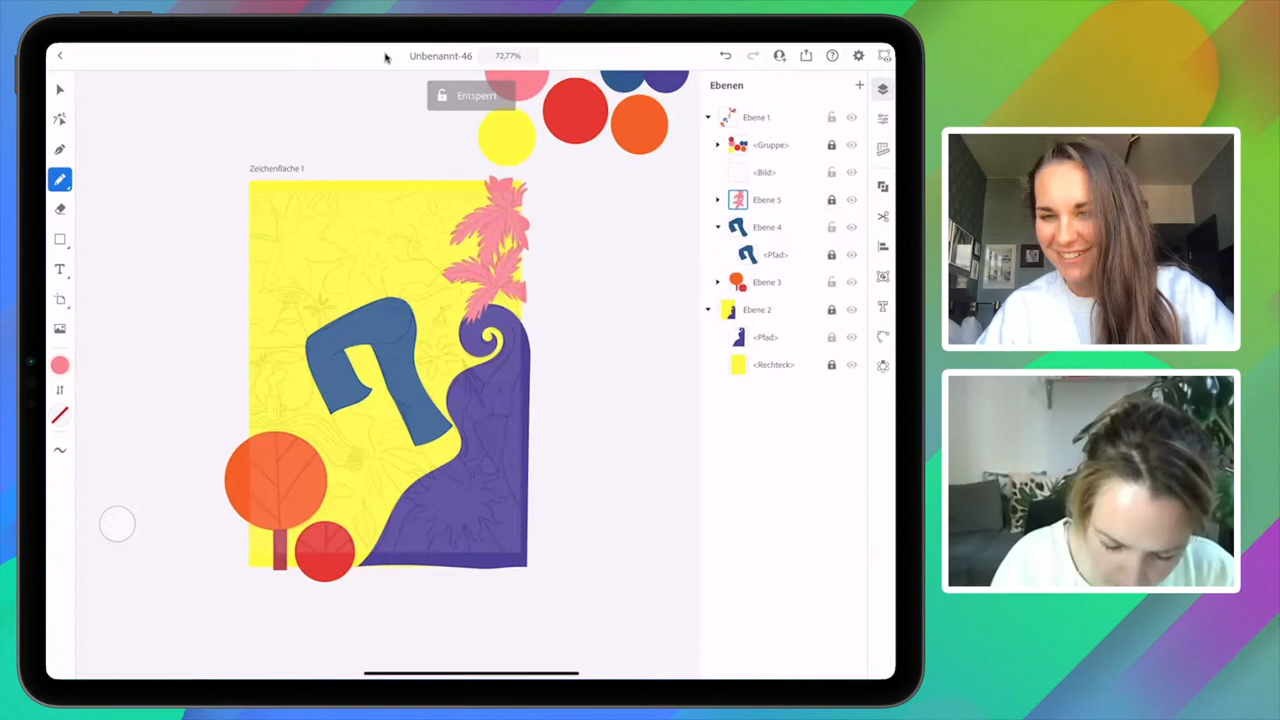 Unbenannt-46
72,77%
Entsperrt
Ebenen
Ebene 1
<Gruppe>
<Bild>
Zeichenfläche 1
Ebene 5
Ebene 4
<Pfad>
Ebene 3
Ebene 2
<Pfad>
<Rechteck>